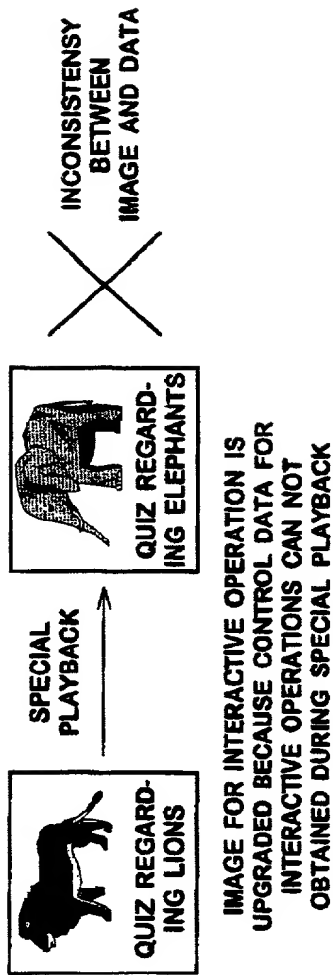 QUIZ REGARD-
ING LIONS
SPECIAL
PLAYBACK
QUIZ REGARD-
ING ELEPHANTS
INCONSISTENSY
BETWEEN
IMAGE AND DATA
IMAGE FOR INTERACTIVE OPERATION IS
UPGRADED BECAUSE CONTROL DATA FOR
INTERACTIVE OPERATIONS CAN NOT
OBTAINED DURING SPECIAL PLAYBACK